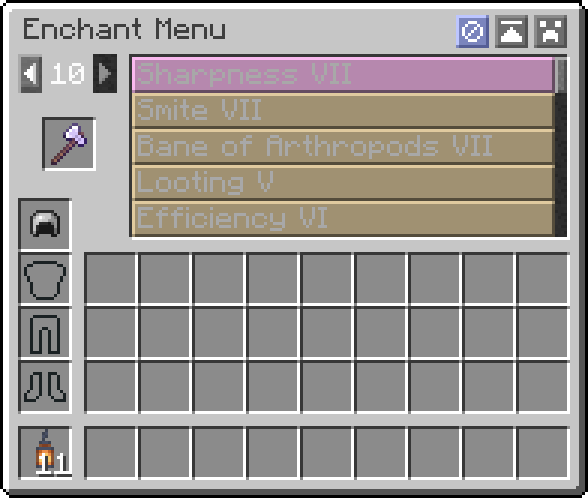 Enchant Menu
10
Sharpness VII
Smite VII
Bane of Arthropods VII
Looting V
Efficiency VI
11